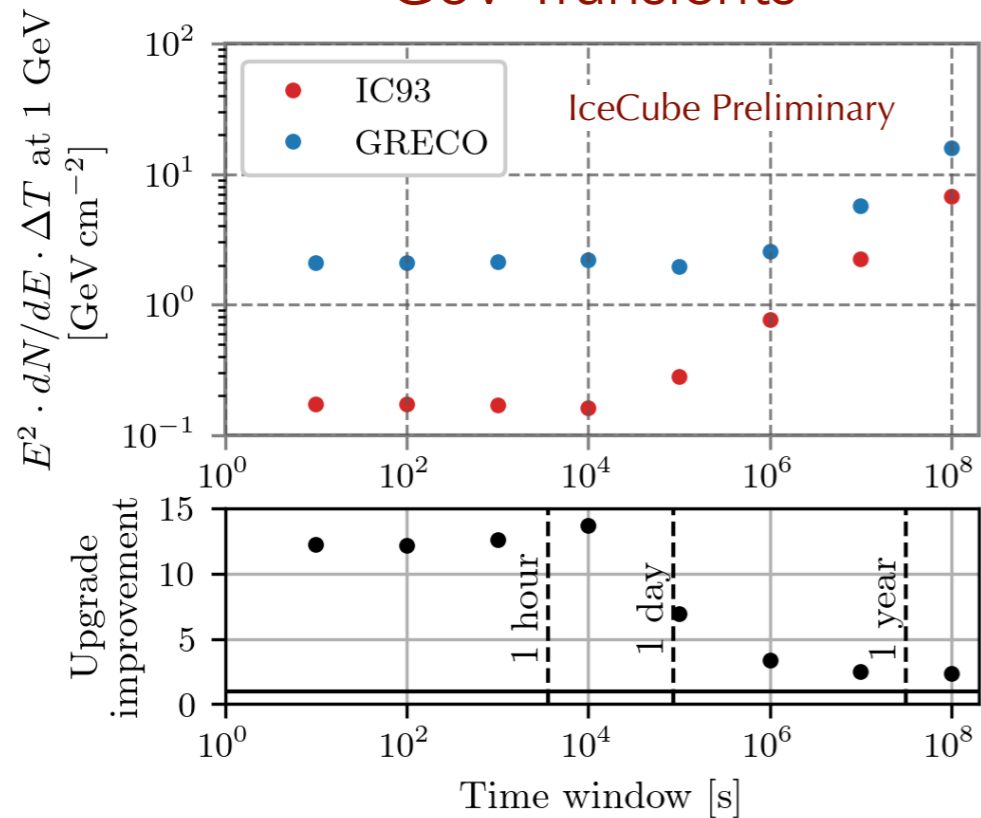 GeV Transients
E² · dN/dE · ΔT at 1 GeV
[GeV cm⁻²]
10²
10¹
10⁰
10⁻¹
IC93
GRECO
IceCube Preliminary
10⁰ 10² 10⁴ 10⁶ 10⁸
Upgrade
improvement
15
10
5
0
1 hour
1 day
1 year
10⁰ 10² 10⁴ 10⁶ 10⁸
Time window [s]